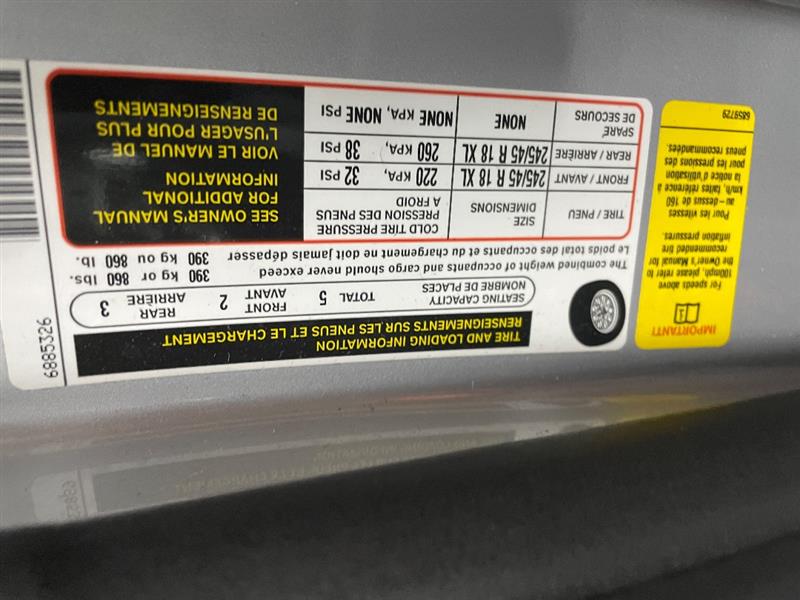 6885326
TIRE AND LOADING INFORMATION
RENSEIGNEMENTS SUR LES PNEUS ET LE CHARGEMENT
SEATING CAPACITY
NOMBRE DE PLACES
TOTAL 5
FRONT
AVANT 2
REAR
ARRIÈRE 3
The combined weight of occupants and cargo should never exceed 390 kg or 860 lbs.
Le poids total des occupants et du chargement ne doit jamais dépasser 390 kg ou 860 lb.
TIRE / PNEU
SIZE
DIMENSIONS
COLD TIRE PRESSURE
PRESSION DES PNEUS
A FROID
FRONT / AVANT 245/45 R 18 XL 220 KPA, 32 PSI
REAR / ARRIÈRE 245/45 R 18 XL 260 KPA, 38 PSI
SPARE
DE SECOURS NONE NONE KPA, NONE PSI
SEE OWNER'S MANUAL
FOR ADDITIONAL
INFORMATION
VOIR LE MANUEL DE
L'USAGER POUR PLUS
DE RENSEIGNEMENTS
IMPORTANT!
For speeds above
100mph, please refer to
the Owner's Manual for
recommended tire
inflation pressures.
Pour les vitesses
au – dessus de 160
km/h, faites référence à
la notice d'utilisation
pour les pressions des
pneus recommandées.
6859729